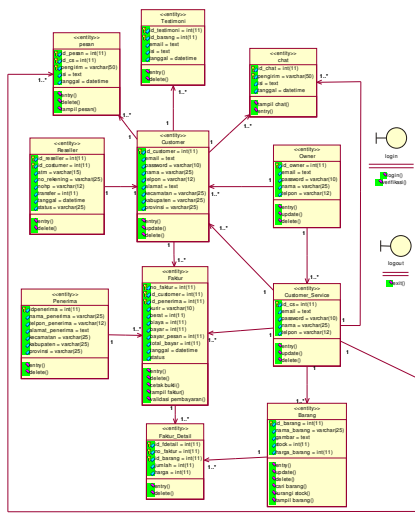 <<entity>>
Testimoni
id_testimoni = int(11)
id_barang = int(11)
email = text
isi = text
tanggal = datetime
entry()
delete()
<<entity>>
pesan
id_pesan = int(11)
id_cs = int(11)
pengirim = varchar(50)
isi = text
tanggal = datetime
entry()
delete()
tampil pesan()
<<entity>>
chat
id_chat = int(11)
pengirim = varchar(50)
isi = text
tanggal = datetime
tampil chat()
entry()
<<entity>>
Reseller
id_reseller = int(11)
id_costumer = int(11)
atm = varchar(15)
no_rekening = varchar(25)
notlp = varchar(12)
transfer = int(11)
tanggal = datetime
status = varchar(25)
<<entity>>
Customer
id_customer = int(11)
email = text
password = varchar(10)
nama = varchar(25)
telpon = varchar(12)
alamat = text
kecamatan = varchar(25)
kabupaten = varchar(25)
provinsi = varchar(25)
entry()
update()
delete()
<<entity>>
Owner
id_owner = int(11)
email = text
password = varchar(10)
nama = varchar(25)
telpon = varchar(12)
entry()
update()
delete()
login
login()
verifikasi()
logout
exit()
<<entity>>
Penerima
idpenerima = int(11)
nama_penerima = varchar(25)
telpon_penerima = varchar(12)
alamat_penerima = text
kecamatan = varchar(25)
kabupaten = varchar(25)
provinsi = varchar(25)
entry()
delete()
<<entity>>
Faktur
no_faktur = int(11)
id_customer = int(11)
id_penerima = int(11)
kurir = varchar(50)
berat = int(11)
biaya = int(11)
bayar = int(11)
bayar_pesan = int(11)
total_bayar = int(11)
tanggal = datetime
status
entry()
delete()
cetak bukti()
tampil faktur()
validasi pembayaran()
<<entity>>
Customer_Service
id_cs = int(11)
email = text
password = varchar(10)
nama = varchar(25)
telpon = varchar(12)
entry()
update()
delete()
<<entity>>
Faktur_Detail
id_fdetail = int(11)
no_faktur = int(11)
id_barang = int(11)
jumlah = int(11)
harga = int(11)
entry()
delete()
<<entity>>
Barang
id_barang = int(11)
nama_barang = varchar(25)
gambar = text
stock = int(11)
harga_barang = int(11)
entry()
update()
delete()
cari barang()
kurangi stock()
tampil barang()